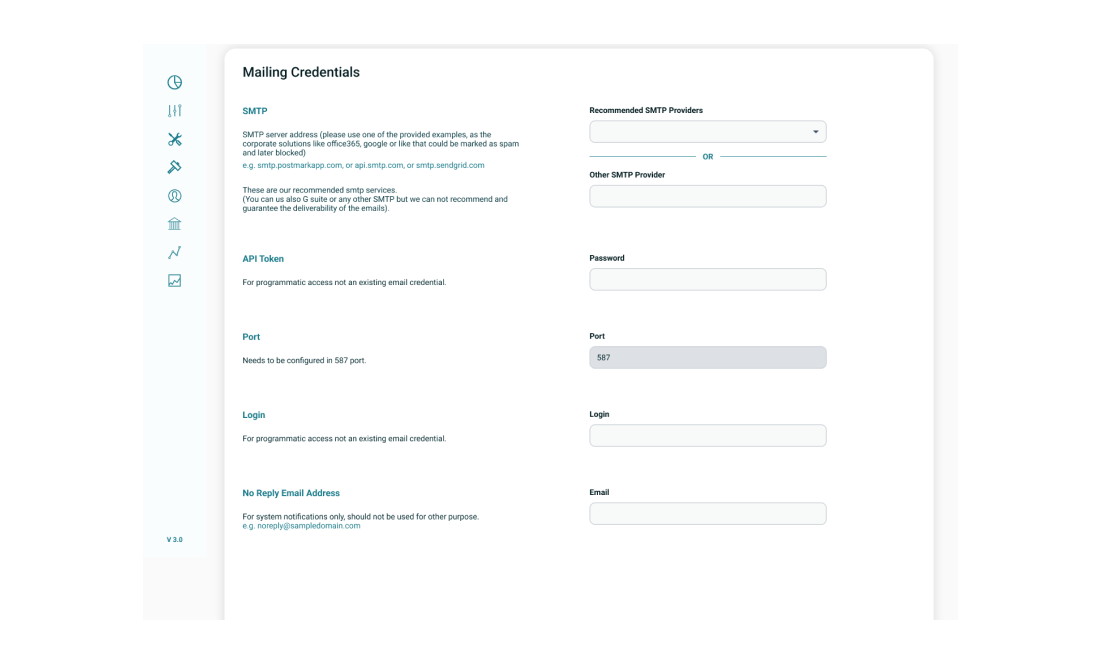 Mailing Credentials
SMTP
SMTP server address (please use one of the provided examples, as the
corporate solutions like office365, google or like that could be marked as spam
and later blocked)
e.g. smtp.postmarkapp.com, or api.smtp.com, or smtp.sendgrid.com
These are our recommended smtp services.
(You can us also G suite or any other SMTP but we can not recommend and
guarantee the deliverability of the emails).
Recommended SMTP Providers
OR
Other SMTP Provider
API Token
For programmatic access not an existing email credential.
Password
Port
Needs to be configured in 587 port.
Port
587
Login
For programmatic access not an existing email credential.
Login
No Reply Email Address
For system notifications only, should not be used for other purpose.
e.g. noreply@sampledomain.com
Email
V 3.0